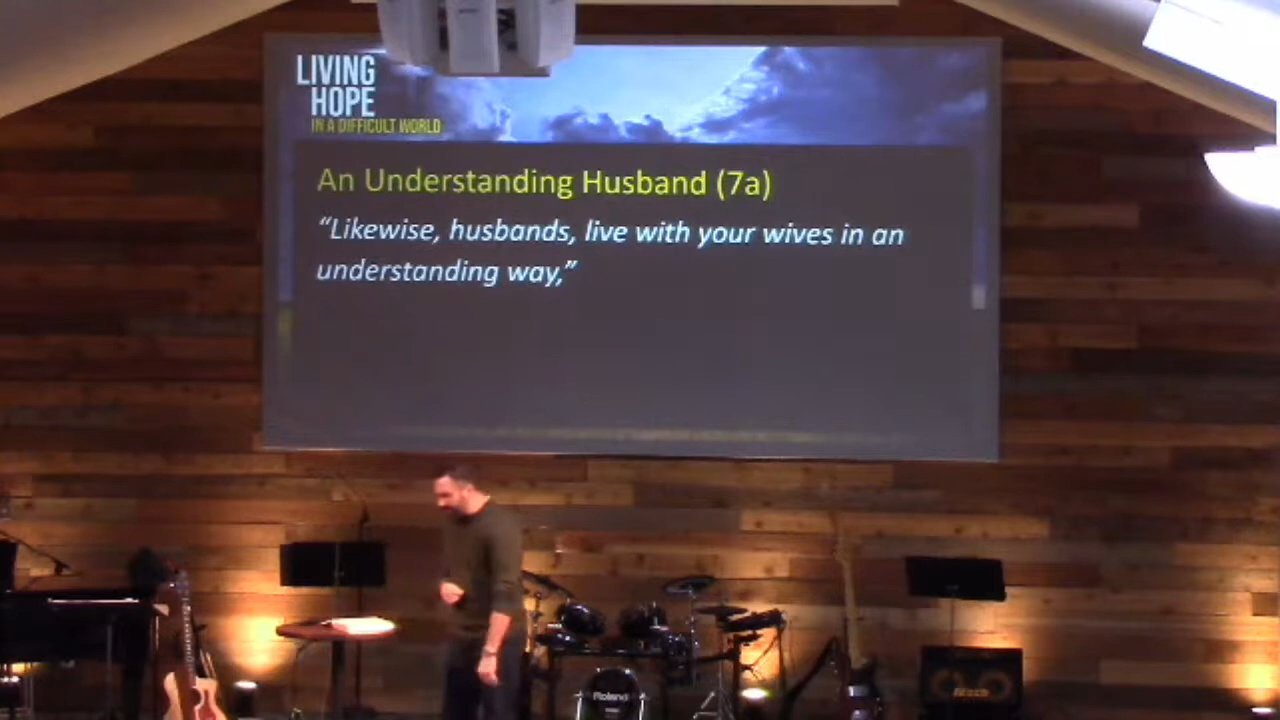 LIVING
HOPE
IN A DIFFICULT WORLD
An Understanding Husband (7a)
“Likewise, husbands, live with your wives in an
understanding way,”
Roland